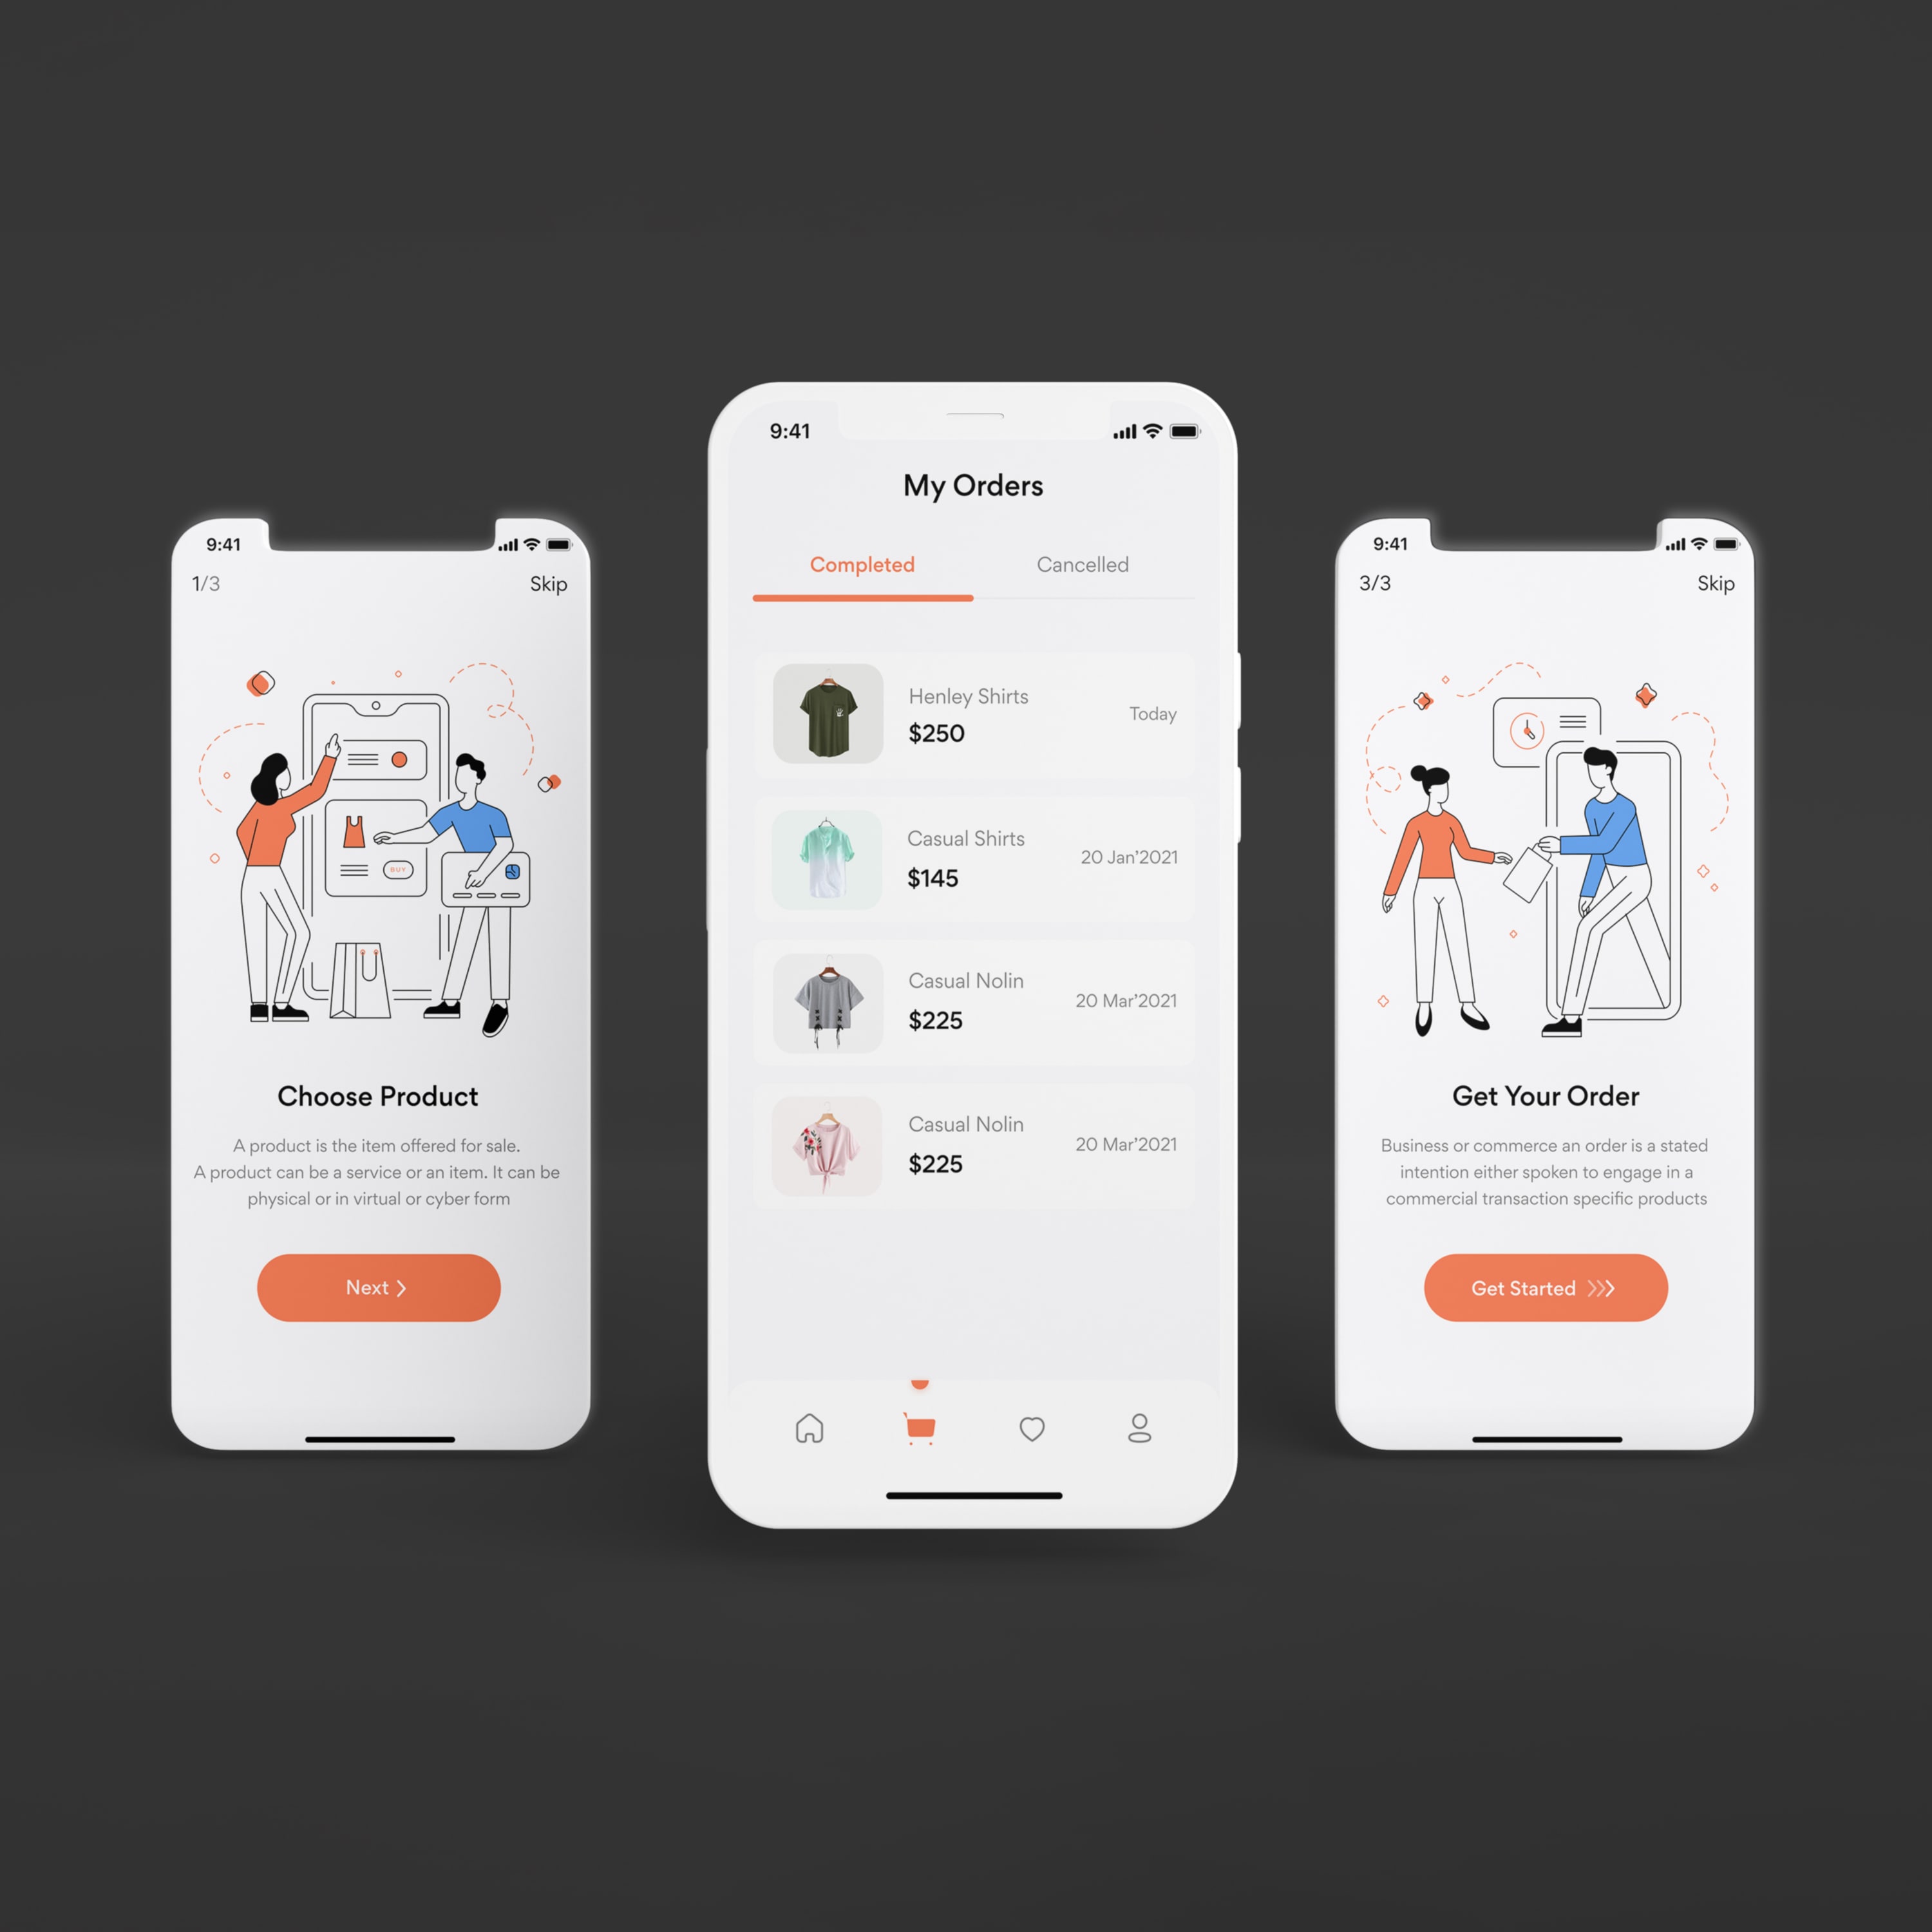 9:41
1/3
Skip
BUY
Choose Product
A product is the item offered for sale.
A product can be a service or an item. It can be
physical or in virtual or cyber form
Next
9:41
My Orders
Completed
Cancelled
Henley Shirts
$250
Today
Casual Shirts
$145
20 Jan'2021
Casual Nolin
$225
20 Mar'2021
Casual Nolin
$225
20 Mar'2021
9:41
3/3
Skip
Get Your Order
Business or commerce an order is a stated
intention either spoken to engage in a
commercial transaction specific products
Get Started